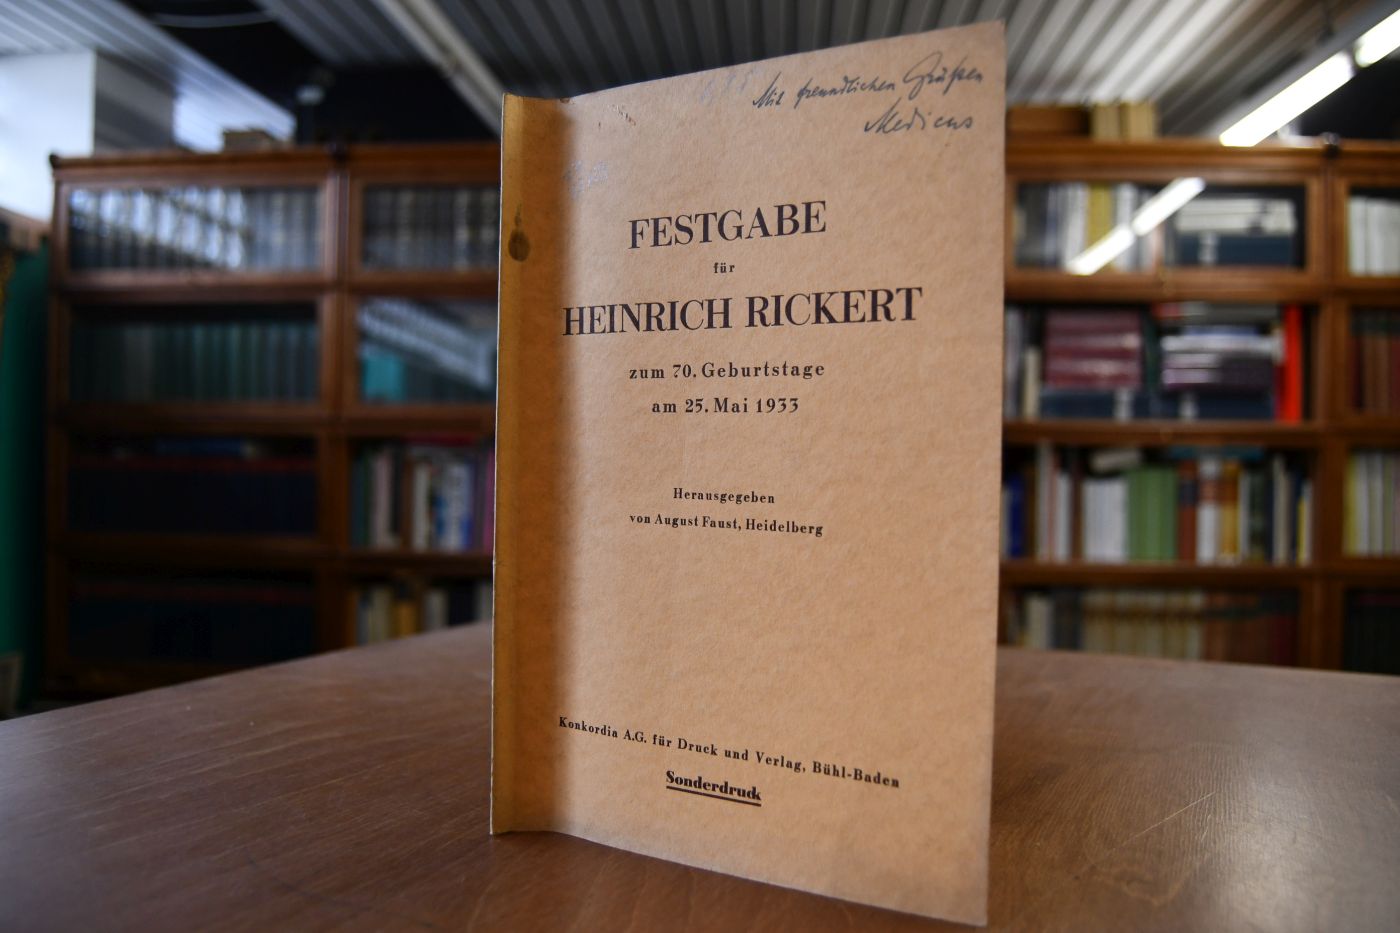 Mit freundlichen Grüßen
Medicus
FESTGABE
für
HEINRICH RICKERT
zum 70. Geburtstage
am 25. Mai 1933
Herausgegeben
von August Faust, Heidelberg
Konkordia A.G. für Druck und Verlag, Bühl-Baden
Sonderdruck